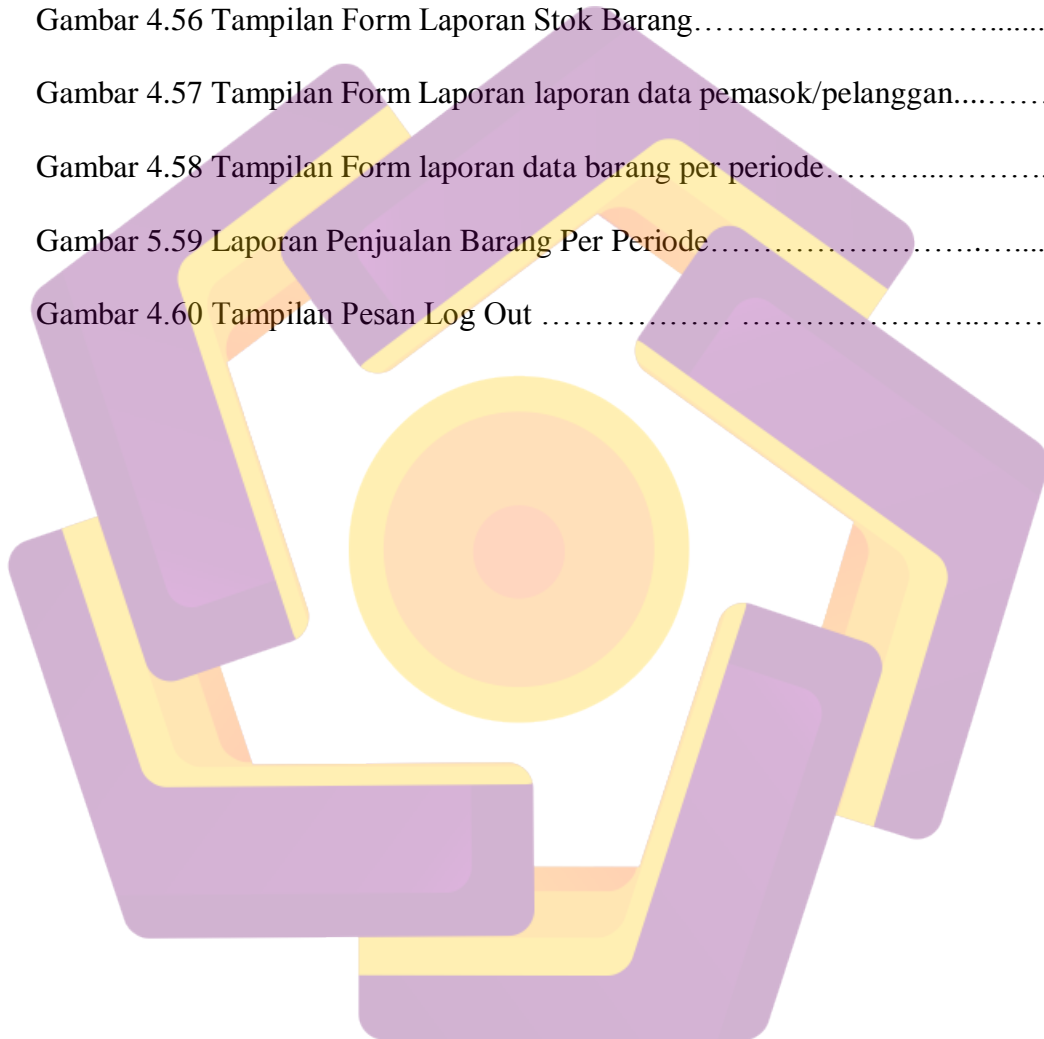 Gambar 4.56 Tampilan Form Laporan Stok Barang………………….…….......
Gambar 4.57 Tampilan Form Laporan laporan data pemasok/pelanggan....…….
Gambar 4.58 Tampilan Form laporan data barang per periode………...……….
Gambar 5.59 Laporan Penjualan Barang Per Periode……………………..…....
Gambar 4.60 Tampilan Pesan Log Out ……………… …………………..……